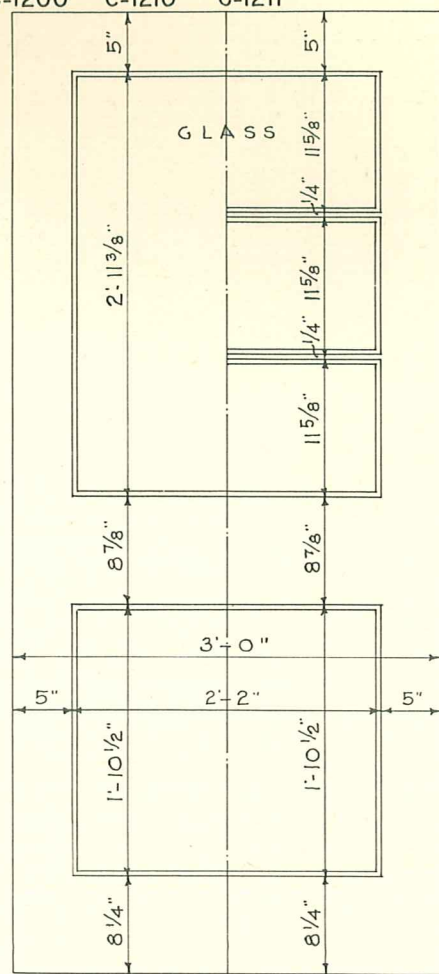 C-1210
5" 5"
GLASS
11 5/8"
1/4"
2'-11 3/8"
11 5/8"
1/4"
11 5/8"
8 7/8" 8 7/8"
3'-0"
5" 2'-2" 5"
1'-10 1/2" 1'-10 1/2"
8 1/4" 8 1/4"